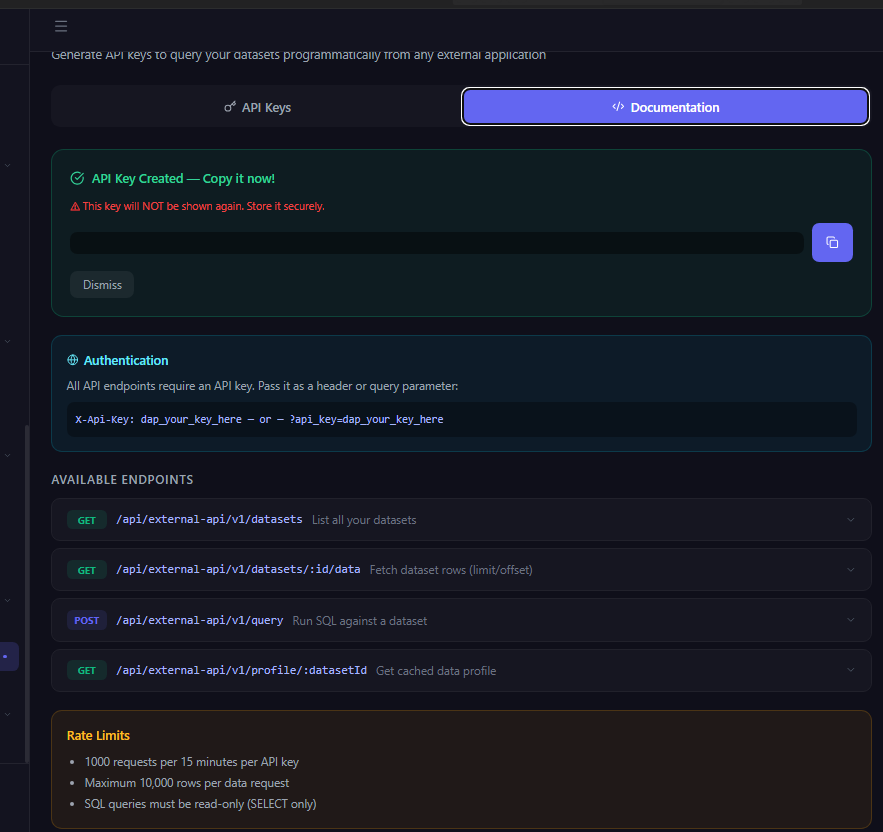 Generate API keys to query your datasets programmatically from any external application
API Keys
</> Documentation
API Key Created — Copy it now!
⚠ This key will NOT be shown again. Store it securely.
Dismiss
Authentication
All API endpoints require an API key. Pass it as a header or query parameter:
X-Api-Key: dap_your_key_here — or — ?api_key=dap_your_key_here
AVAILABLE ENDPOINTS
GET /api/external-api/v1/datasets List all your datasets
GET /api/external-api/v1/datasets/:id/data Fetch dataset rows (limit/offset)
POST /api/external-api/v1/query Run SQL against a dataset
GET /api/external-api/v1/profile/:datasetId Get cached data profile
Rate Limits
• 1000 requests per 15 minutes per API key
• Maximum 10,000 rows per data request
• SQL queries must be read-only (SELECT only)